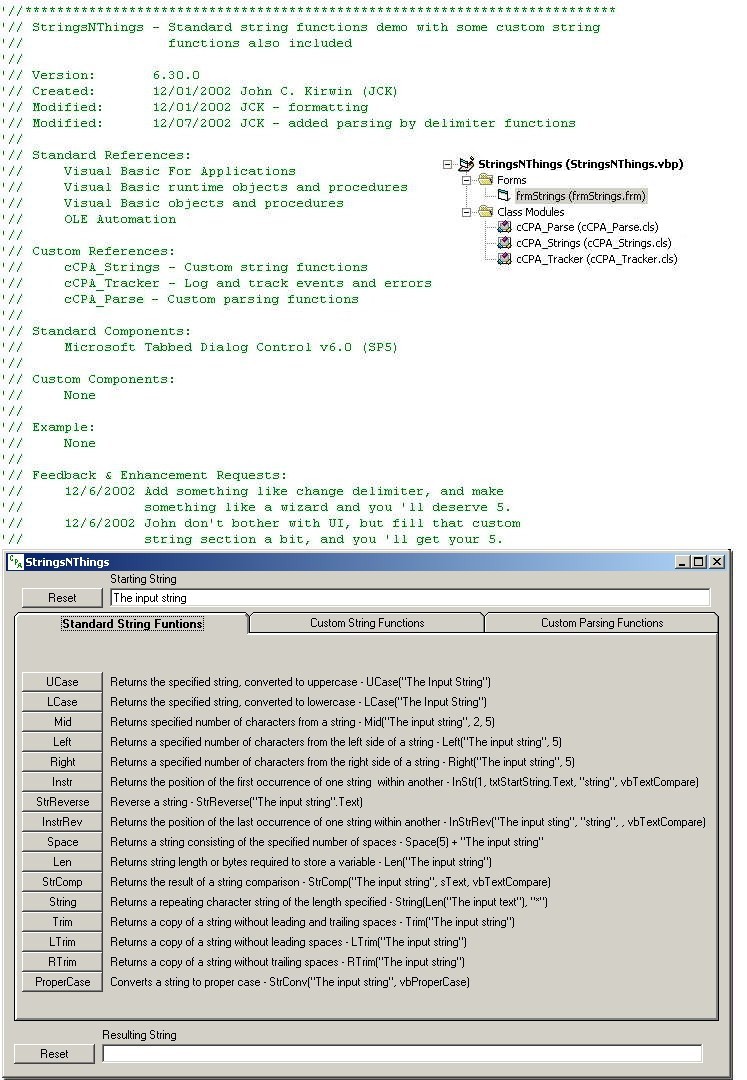 '//**************************************************************************
'// StringsNThings - Standard string functions demo with some custom string
'// functions also included
'//
'// Version: 6.30.0
'// Created: 12/01/2002 John C. Kirwin (JCK)
'// Modified: 12/01/2002 JCK - formatting
'// Modified: 12/07/2002 JCK - added parsing by delimiter functions
'//
'// Standard References:
'// Visual Basic For Applications
'// Visual Basic runtime objects and procedures
'// Visual Basic objects and procedures
'// OLE Automation
'//
'// Custom References:
'// cCPA_Strings - Custom string functions
'// cCPA_Tracker - Log and track events and errors
'// cCPA_Parse - Custom parsing functions
'//
'// Standard Components:
'// Microsoft Tabbed Dialog Control v6.0 (SP5)
'//
'// Custom Components:
'// None
'//
'// Example:
'// None
'//
'// Feedback & Enhancement Requests:
'// 12/6/2002 Add something like change delimiter, and make
'// something like a wizard and you 'll deserve 5.
'// 12/6/2002 John don't bother with UI, but fill that custom
'// string section a bit, and you 'll get your 5.
StringsNThings (StringsNThings.vbp)
Forms
frmStrings (frmStrings.frm)
Class Modules
cCPA_Parse (cCPA_Parse.cls)
cCPA_Strings (cCPA_Strings.cls)
cCPA_Tracker (cCPA_Tracker.cls)
CPA StringsNThings
Starting String
Reset The input string
Standard String Funtions Custom String Functions Custom Parsing Functions
UCase Returns the specified string, converted to uppercase - UCase("The Input String")
LCase Returns the specified string, converted to lowercase - LCase("The Input String")
Mid Returns specified number of characters from a string - Mid("The input string", 2, 5)
Left Returns a specified number of characters from the left side of a string - Left("The input string", 5)
Right Returns a specified number of characters from the right side of a string - Right("The input string", 5)
Instr Returns the position of the first occurrence of one string within another - InStr(1, txtStartString.Text, "string", vbTextCompare)
StrReverse Reverse a string - StrReverse("The input string".Text)
InstrRev Returns the position of the last occurrence of one string within another - InStrRev("The input sting", "string", , vbTextCompare)
Space Returns a string consisting of the specified number of spaces - Space(5) + "The input string"
Len Returns string length or bytes required to store a variable - Len("The input string")
StrComp Returns the result of a string comparison - StrComp("The input string", sText, vbTextCompare)
String Returns a repeating character string of the length specified - String(Len("The input text"), "*")
Trim Returns a copy of a string without leading and trailing spaces - Trim("The input string")
LTrim Returns a copy of a string without leading spaces - LTrim("The input string")
RTrim Returns a copy of a string without trailing spaces - RTrim("The input string")
ProperCase Converts a string to proper case - StrConv("The input string", vbProperCase)
Resulting String
Reset